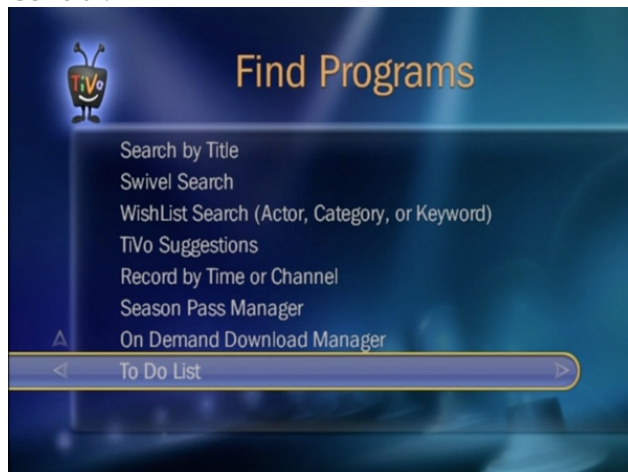 Find Programs
TiVo
Search by Title
Swivel Search
WishList Search (Actor, Category, or Keyword)
TiVo Suggestions
Record by Time or Channel
Season Pass Manager
On Demand Download Manager
To Do List